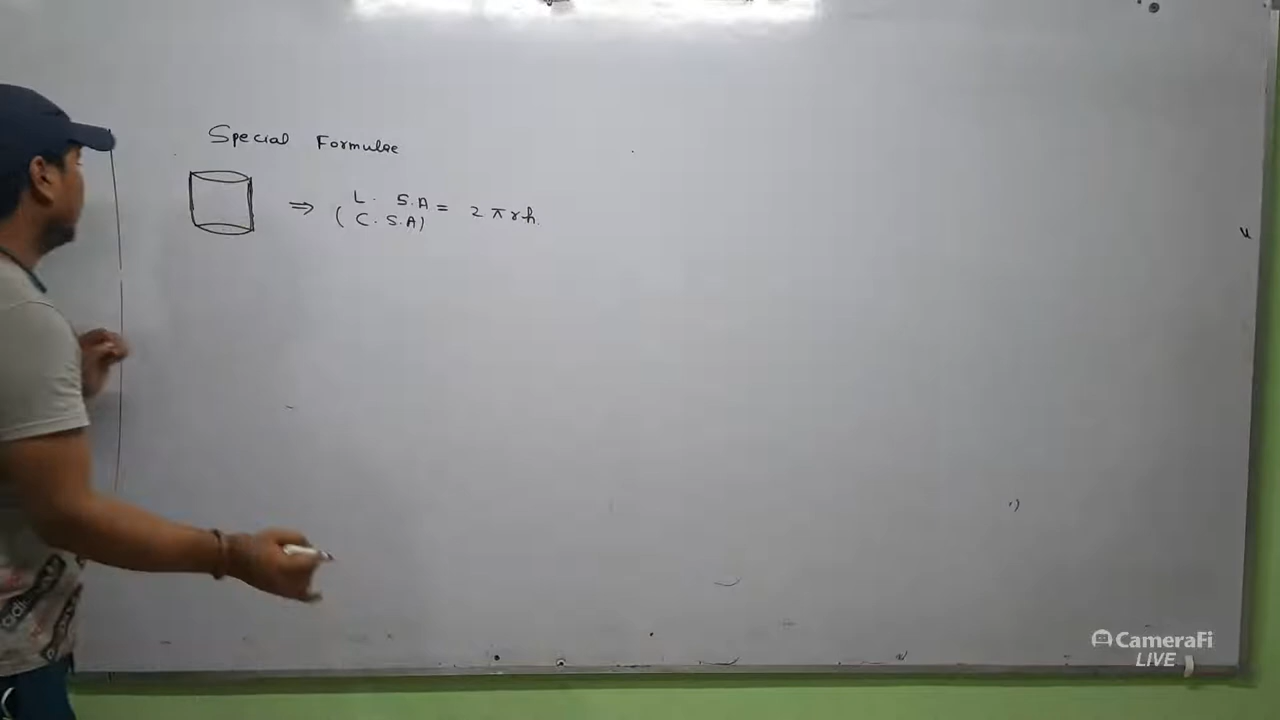 Special Formulae
⇒ L. S.A = 2πrh.
(C.S.A)
u
CameraFi
LIVE